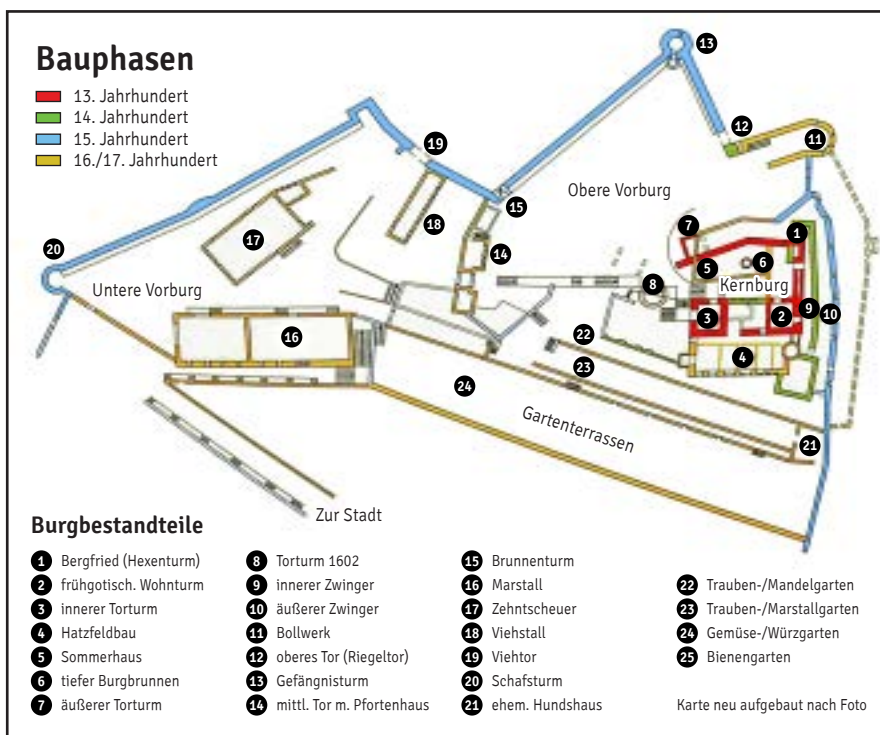 Bauphasen
13. Jahrhundert
14. Jahrhundert
15. Jahrhundert
16./17. Jahrhundert
13
12
11
19
Obere Vorburg
15
18
7
1
14
17
5
6
20
Kernburg
Untere Vorburg
8
3
2
9
10
16
22
4
23
24
Gartenterrassen
21
Zur Stadt
Burgbestandteile
1 Bergfried (Hexenturm)
2 frühgotisch. Wohnturm
3 innerer Torturm
4 Hatzfeldbau
5 Sommerhaus
6 tiefer Burgbrunnen
7 äußerer Torturm
8 Torturm 1602
9 innerer Zwinger
10 äußerer Zwinger
11 Bollwerk
12 oberes Tor (Riegeltor)
13 Gefängnisturm
14 mittl. Tor m. Pfortenhaus
15 Brunnenturm
16 Marstall
17 Zehntscheuer
18 Viehstall
19 Viehtor
20 Schafsturm
21 ehem. Hundshaus
22 Trauben-/Mandelgarten
23 Trauben-/Marstallgarten
24 Gemüse-/Würzgarten
25 Bienengarten
Karte neu aufgebaut nach Foto